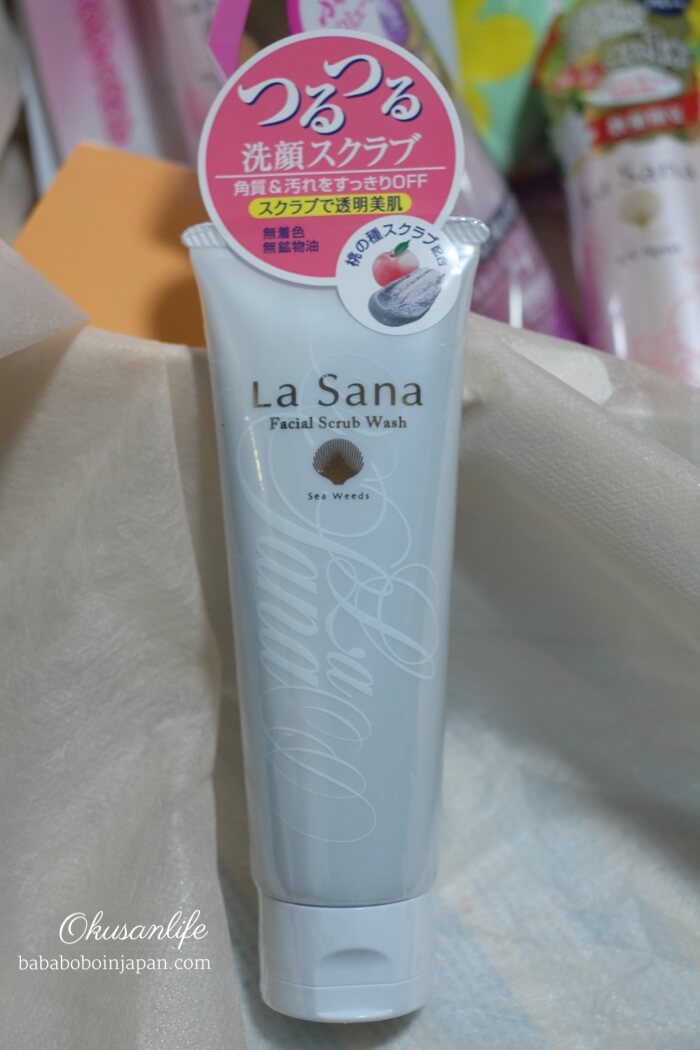 つるつる
洗顔スクラブ
角質&汚れをすっきりOFF
スクラブで透明美肌
無着色
無鉱物油
桃の種スクラブ配合
La Sana
Facial Scrub Wash
Sea Weeds
La Sana
La Sana
La Sana
Okusanlife
bababoboinjapan.com